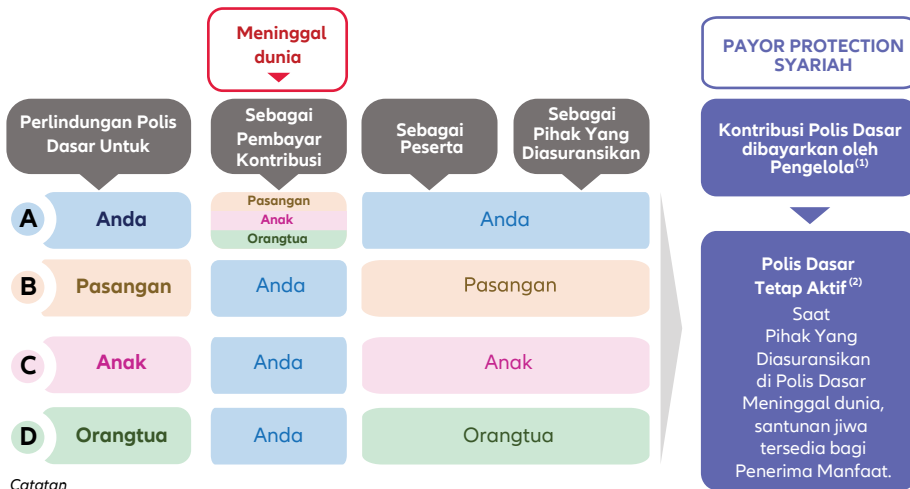 Meninggal
dunia
PAYOR PROTECTION
SYARIAH
Perlindungan Polis
Dasar Untuk
Sebagai
Pembayar
Kontribusi
Sebagai
Peserta
Sebagai
Pihak Yang
Diasuransikan
Kontribusi Polis Dasar
dibayarkan oleh
Pengelola(1)
A
Anda
Pasangan
Anak
Orangtua
Anda
B
Pasangan
Anda
Pasangan
C
Anak
Anda
Anak
D
Orangtua
Anda
Orangtua
Polis Dasar
Tetap Aktif(2)
Saat
Pihak Yang
Diasuransikan
di Polis Dasar
Meninggal dunia,
santunan jiwa
tersedia bagi
Penerima Manfaat.
Catatan